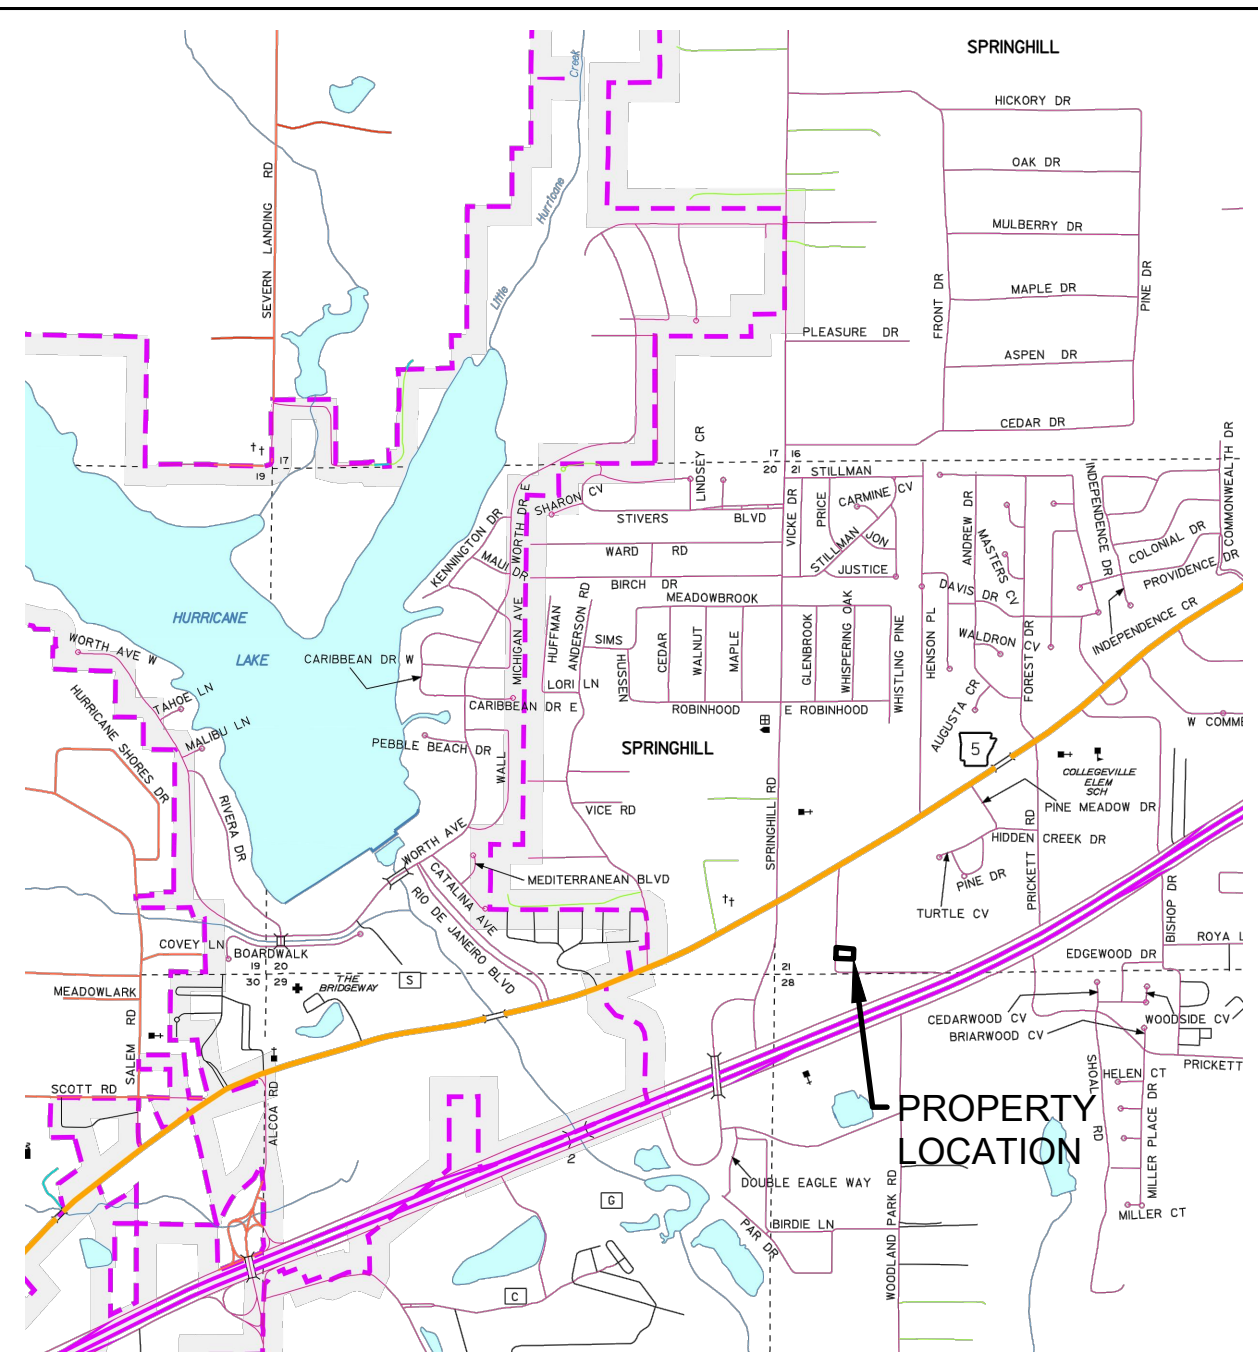 SPRINGHILL
Creek
HICKORY DR
OAK DR
SEVERN LANDING RD
Hurricane
MULBERRY DR
Little
MAPLE DR
FRONT DR
PINE DR
PLEASURE DR
ASPEN DR
CEDAR DR
17
19
17 16
20 21
LINDSEY CR
STILLMAN
INDEPENDENCE DR
COMMONWEALTH DR
WORTH DR E
SHARON CV
STIVERS BLVD
VICKE DR
PRICE
CARMINE CV
ANDREW DR
KENNINGTON DR
MAUI DR
WARD RD
STILLMAN
JON
MASTERS CV
COLONIAL DR
BIRCH DR
JUSTICE
PROVIDENCE DR
MEADOWBROOK
DAVIS DR
HURRICANE
LAKE
WORTH AVE W
CARIBBEAN DR W
MICHIGAN AVE
HUFFMAN
ANDERSON RD
SIMS
HUSSEN
CEDAR
WALNUT
MAPLE
GLENBROOK
WHISPERING OAK
WHISTLING PINE
HENSON PL
WALDRON CV
FOREST DR
INDEPENDENCE CR
LORI LN
TAHOE LN
CARIBBEAN DR E
ROBINHOOD
E ROBINHOOD
AUGUSTA CR
W COMME
HURRICANE SHORES DR
MALIBU LN
PEBBLE BEACH DR
WALL
SPRINGHILL
5
COLLEGEVILLE
ELEM
SCH
RIVERA DR
VICE RD
SPRINGHILL RD
PINE MEADOW DR
WORTH AVE
HIDDEN CREEK DR
PRICKETT RD
CATALINA AVE
MEDITERRANEAN BLVD
PINE DR
RIO DE JANEIRO BLVD
TURTLE CV
BISHOP DR
COVEY LN
BOARDWALK
ROYA L
EDGEWOOD DR
19 20
30 29
THE
BRIDGEWAY
S
21
28
MEADOWLARK
SALEM RD
CEDARWOOD CV
WOODSIDE CV
BRIARWOOD CV
SCOTT RD
ALCOA RD
SHOAL RD
HELEN CT
PRICKETT
PROPERTY
LOCATION
2
MILLER PLACE DR
DOUBLE EAGLE WAY
G
PAR DR
BIRDIE LN
WOODLAND PARK RD
MILLER CT
C